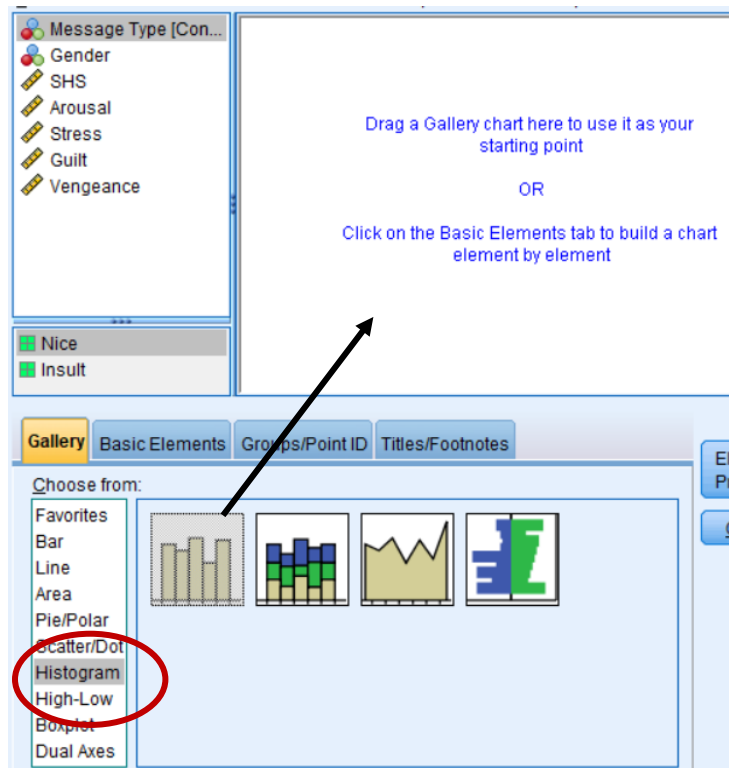 Message Type [Con...
Gender
SHS
Arousal
Stress
Guilt
Vengeance
Drag a Gallery chart here to use it as your
starting point
OR
Click on the Basic Elements tab to build a chart
element by element
Nice
Insult
Gallery Basic Elements Groups/Point ID Titles/Footnotes
Choose from:
Favorites
Bar
Line
Area
Pie/Polar
Scatter/Dot
Histogram
High-Low
Boxplot
Dual Axes